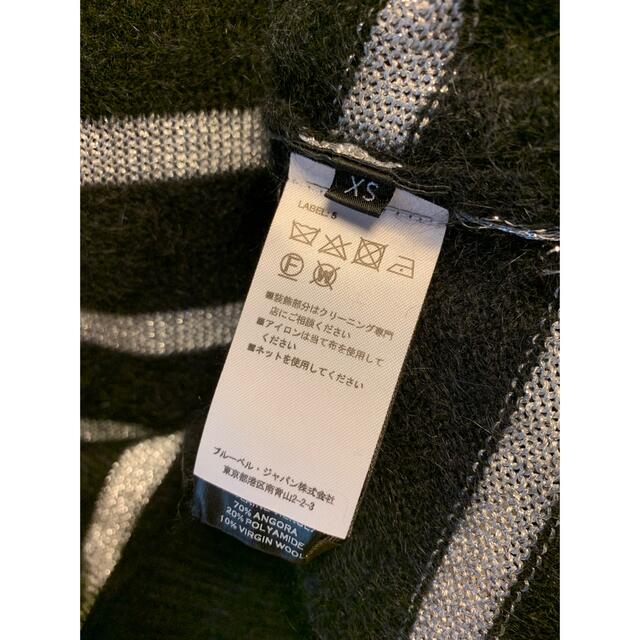 XS
LABEL: 5
F W
■装飾部分はクリーニング専門
店にご相談ください
■アイロンは当て布を使用して
ください
■ネットを使用してください
ブルーベル・ジャパン株式会社
東京都港区南青山2-2-3
70% ANGORA
20% POLYAMIDE
10% VIRGIN WOOL